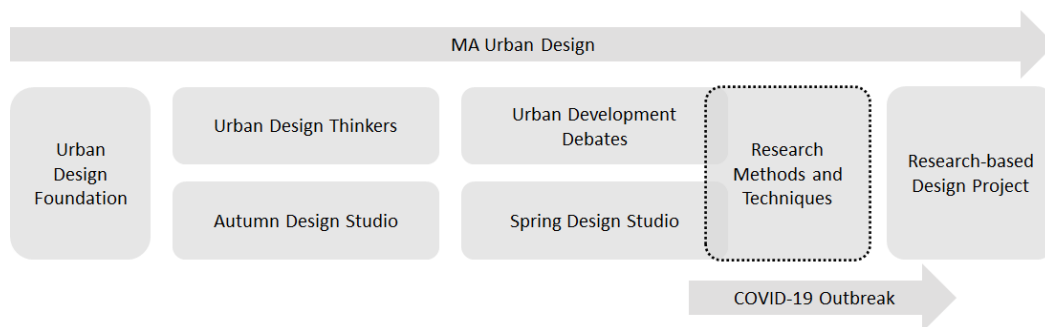 MA Urban Design
Urban
Design
Foundation
Urban Design Thinkers
Autumn Design Studio
Urban Development
Debates
Spring Design Studio
Research
Methods and
Techniques
Research-based
Design Project
COVID-19 Outbreak